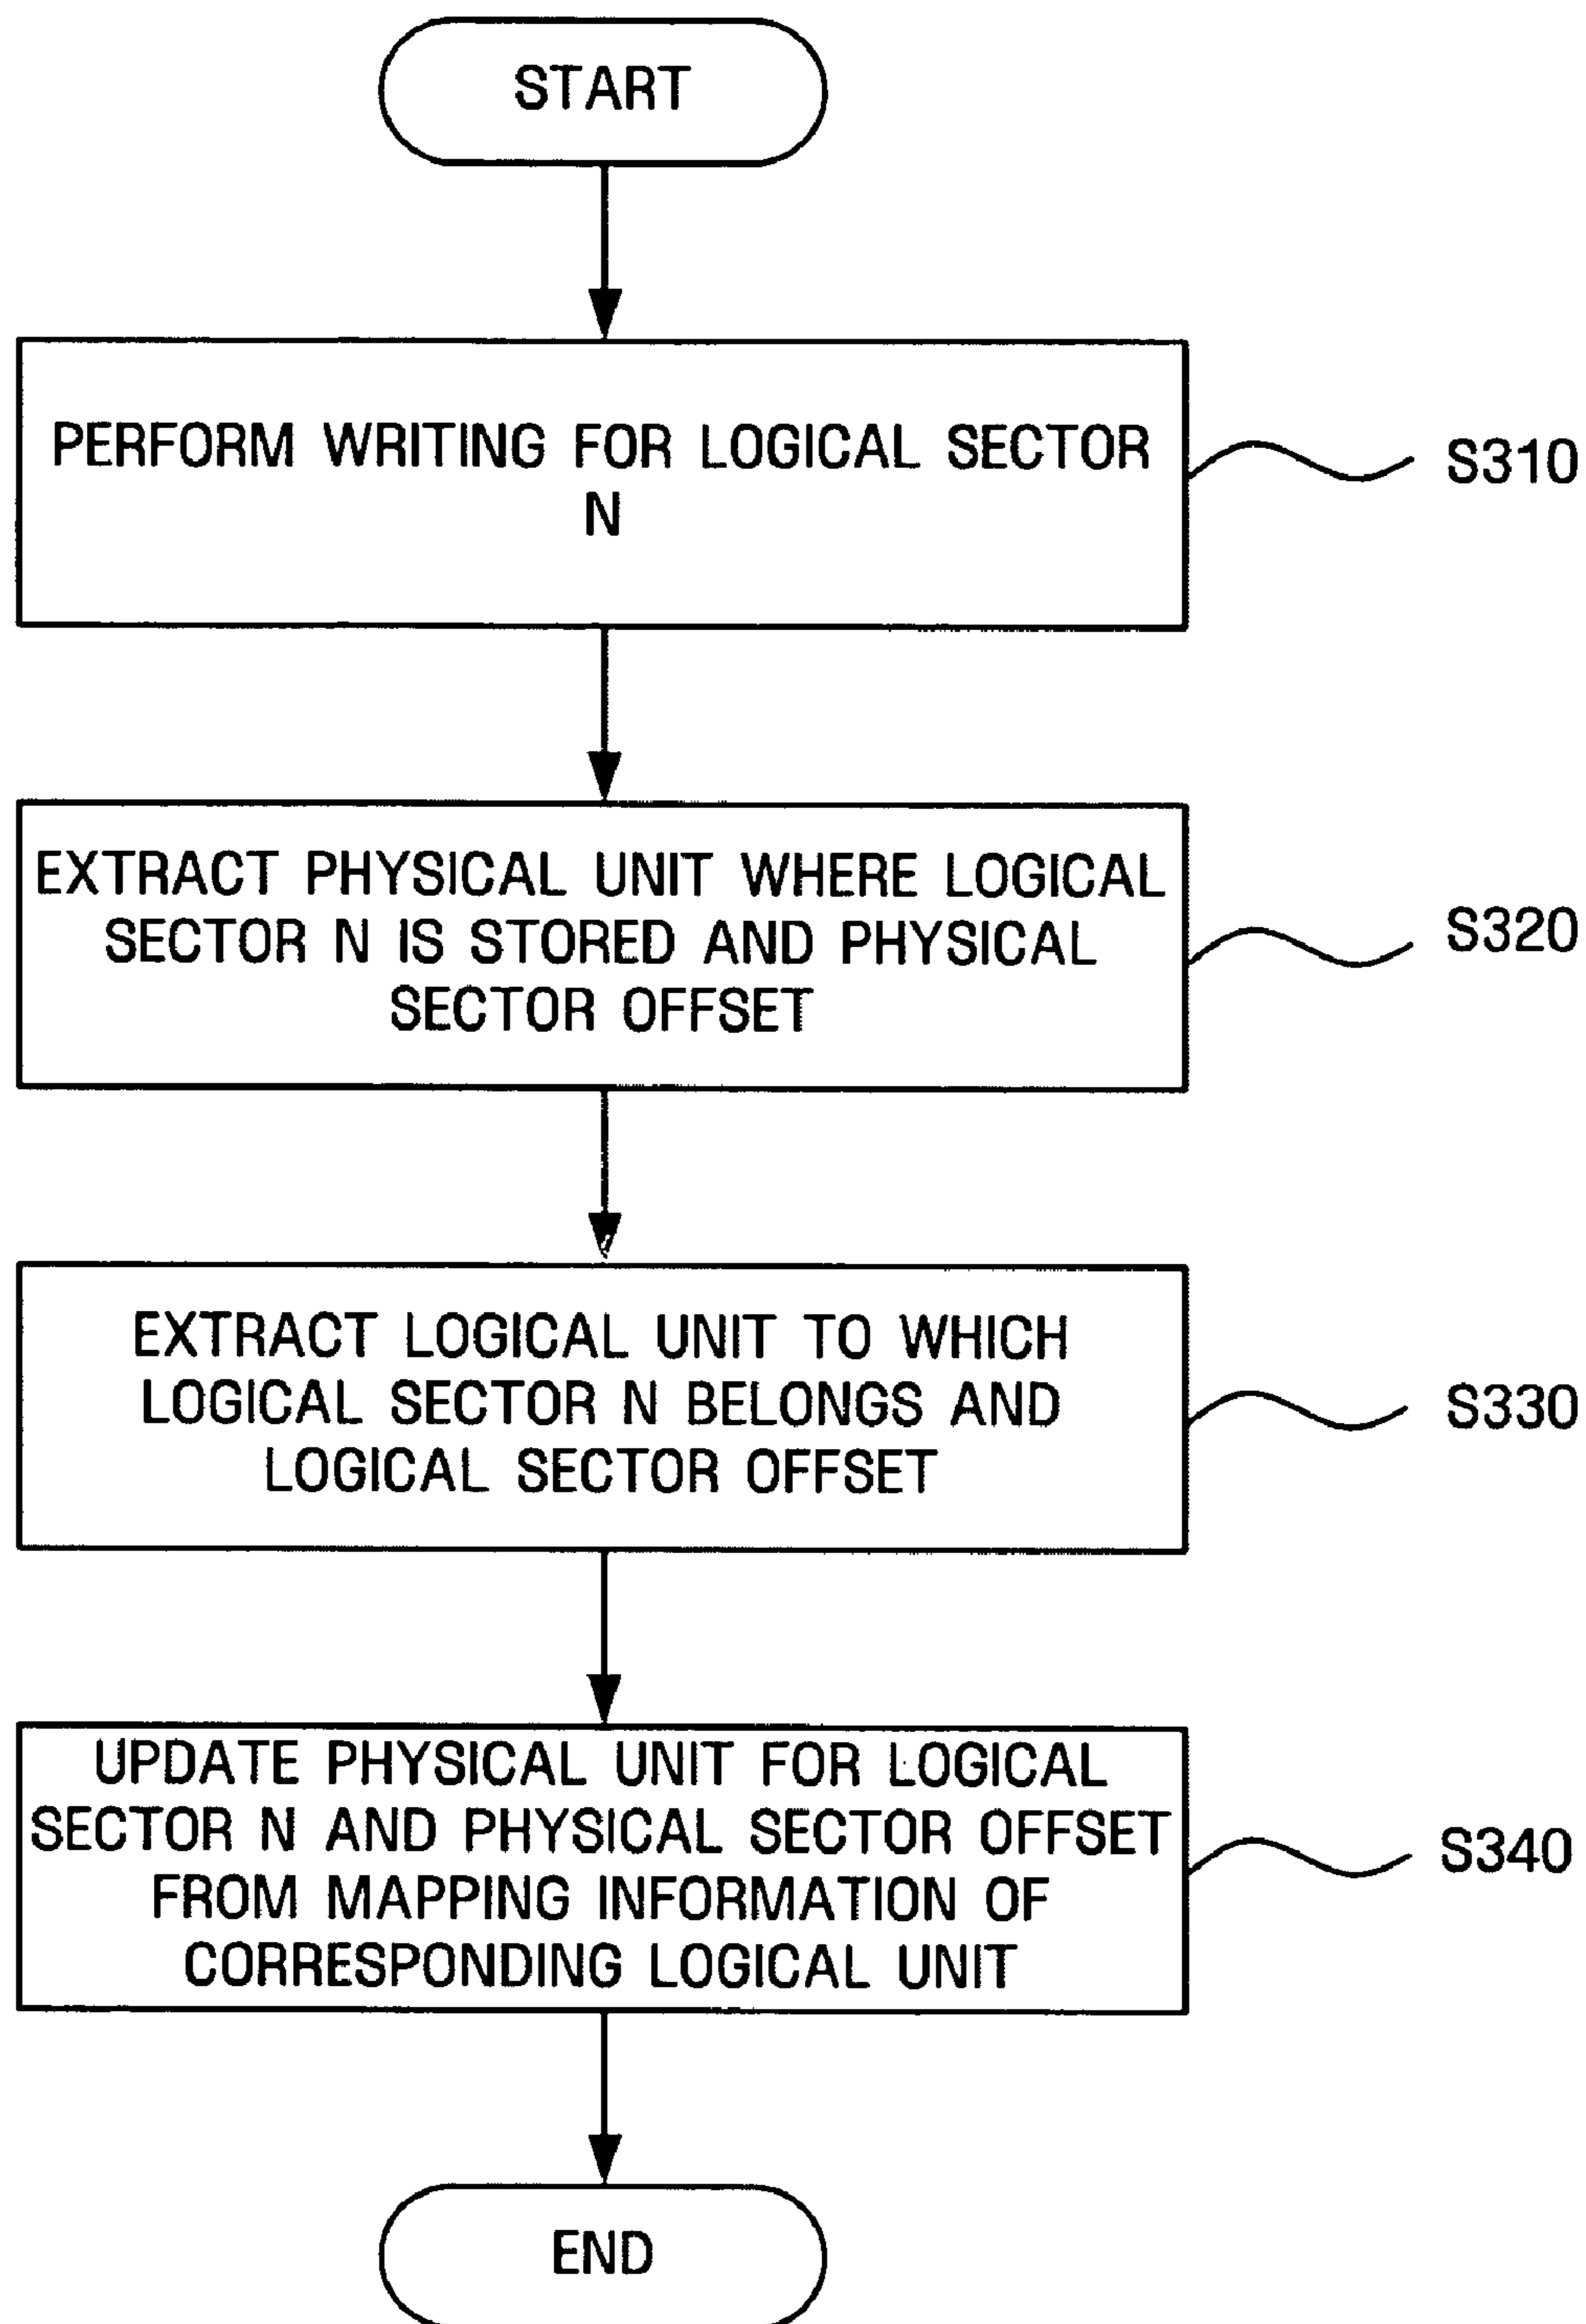 START
PERFORM WRITING FOR LOGICAL SECTOR
N
S310
EXTRACT PHYSICAL UNIT WHERE LOGICAL
SECTOR N IS STORED AND PHYSICAL
SECTOR OFFSET
S320
EXTRACT LOGICAL UNIT TO WHICH
LOGICAL SECTOR N BELONGS AND
LOGICAL SECTOR OFFSET
S330
UPDATE PHYSICAL UNIT FOR LOGICAL
SECTOR N AND PHYSICAL SECTOR OFFSET
FROM MAPPING INFORMATION OF
CORRESPONDING LOGICAL UNIT
S340
END